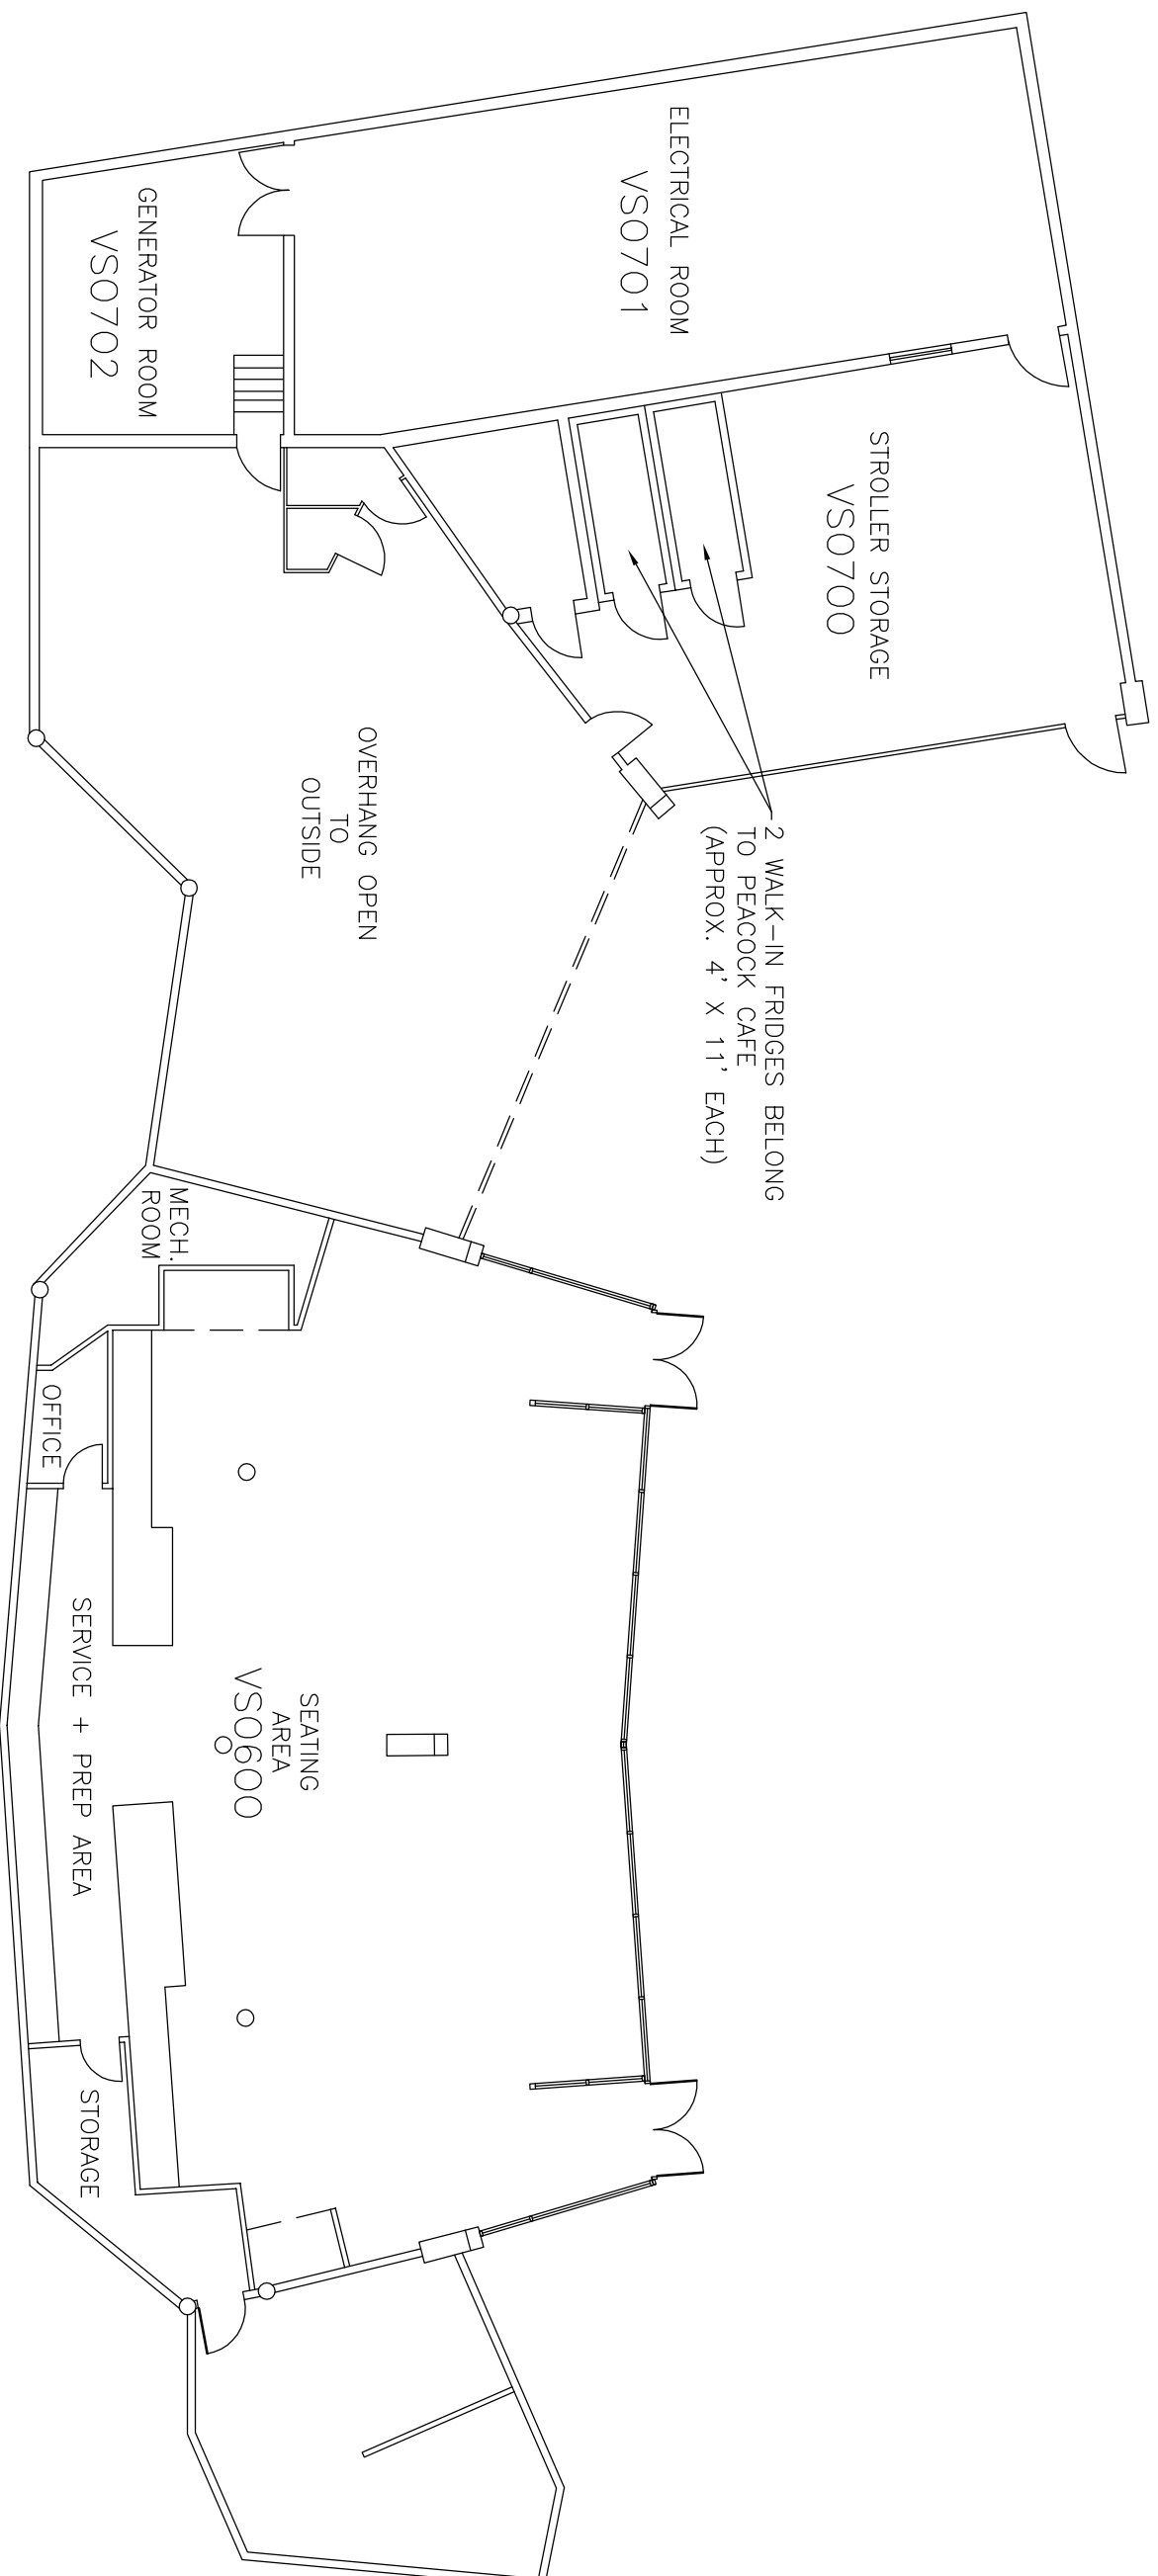 ELECTRICAL ROOM
VS0701
GENERATOR ROOM
VS0702
STROLLER STORAGE
VS0700
2 WALK-IN FRIDGES BELONG
TO PEACOCK CAFE
(APPROX. 4' X 11' EACH)
OVERHANG OPEN
TO
OUTSIDE
MECH.
ROOM
OFFICE
SEATING
AREA
VS0600
SERVICE + PREP AREA
STORAGE